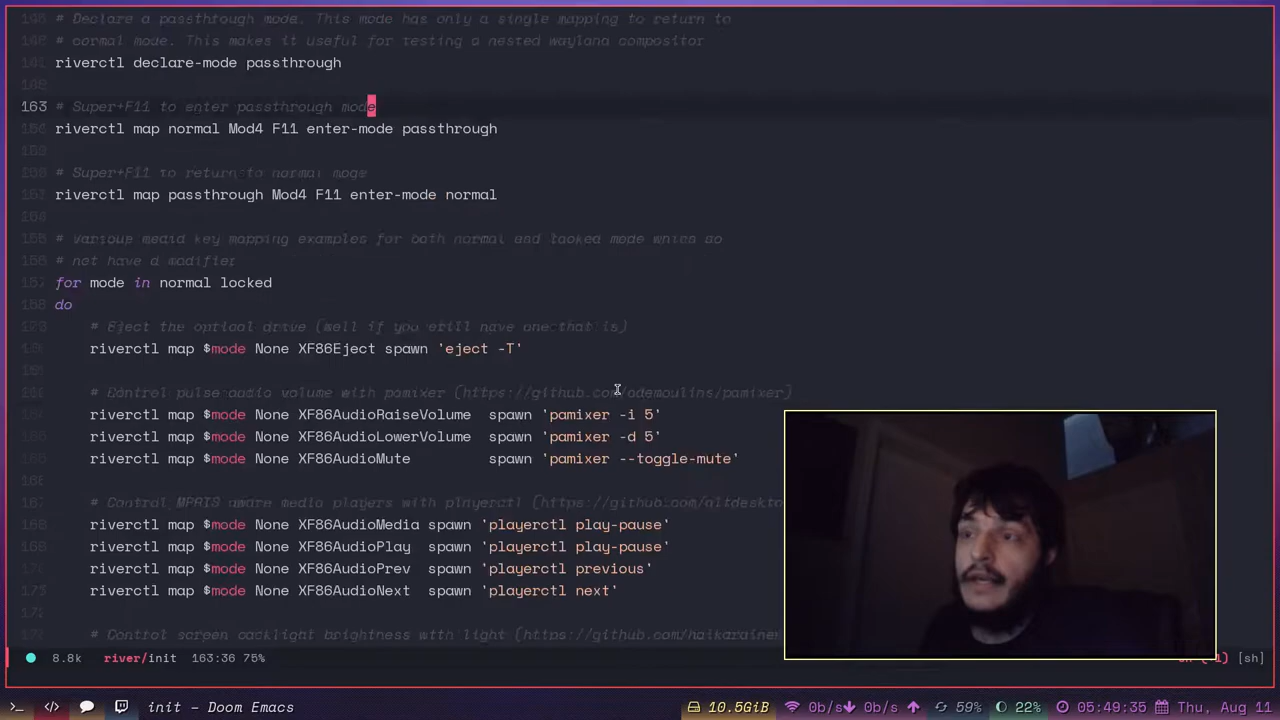 # Declare a passthrough mode. This mode has only a single mapping to return to
# normal mode. This makes it useful for testing a nested wayland compositor
riverctl declare-mode passthrough
163 # Super+F11 to enter passthrough mode
riverctl map normal Mod4 F11 enter-mode passthrough
# Super+F11 to return to normal mode
riverctl map passthrough Mod4 F11 enter-mode normal
# Various media key mapping examples for both normal and locked mode which do
# not have a modifier
for mode in normal locked
do
# Eject the optical drive (well if you still have one that is)
riverctl map $mode None XF86Eject spawn 'eject -T'
# Control pulse audio volume with pamixer (https://github.com/cdemoulins/pamixer)
riverctl map $mode None XF86AudioRaiseVolume spawn 'pamixer -i 5'
riverctl map $mode None XF86AudioLowerVolume spawn 'pamixer -d 5'
riverctl map $mode None XF86AudioMute spawn 'pamixer --toggle-mute'
# Control MPRIS aware media players with playerctl (https://github.com/altdeskto
riverctl map $mode None XF86AudioMedia spawn 'playerctl play-pause'
riverctl map $mode None XF86AudioPlay spawn 'playerctl play-pause'
riverctl map $mode None XF86AudioPrev spawn 'playerctl previous'
riverctl map $mode None XF86AudioNext spawn 'playerctl next'
# Control screen backlight brightness with light (https://github.com/haikarainen
8.8k river/init 163:36 75% [sh]
init – Doom Emacs 10.5GiB 0b/s 0b/s 59% 22% 05:49:35 Thu, Aug 11